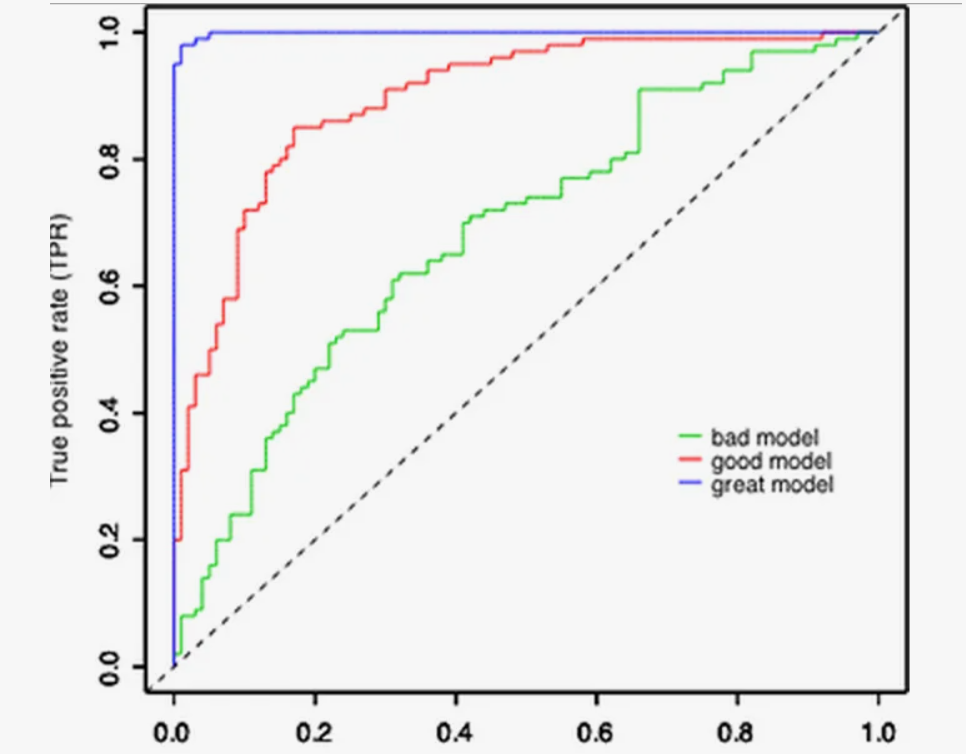 1.0
0.8
0.6
0.4
0.2
0.0
True positive rate (TPR)
bad model
good model
great model
0.0 0.2 0.4 0.6 0.8 1.0